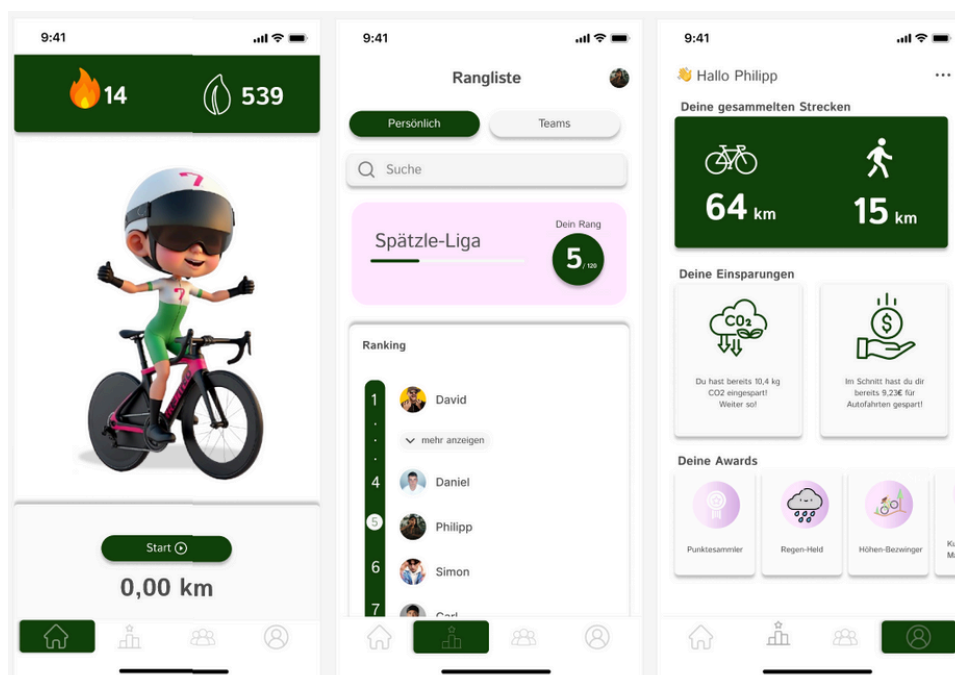 9:41
14
539
Start
0,00 km
9:41
Rangliste
Persönlich
Teams
Suche
Spätzle-Liga
Dein Rang
5 / 120
Ranking
1
David
mehr anzeigen
4
Daniel
5
Philipp
6
Simon
7
Carl
9:41
Hallo Philipp
Deine gesammelten Strecken
64 km
15 km
Deine Einsparungen
CO2
$
Du hast bereits 10,4 kg
CO2 eingespart!
Weiter so!
Im Schnitt hast du dir
bereits 9,23€ für
Autofahrten gespart!
Deine Awards
Punktesammler
Regen-Held
Höhen-Bezwinger